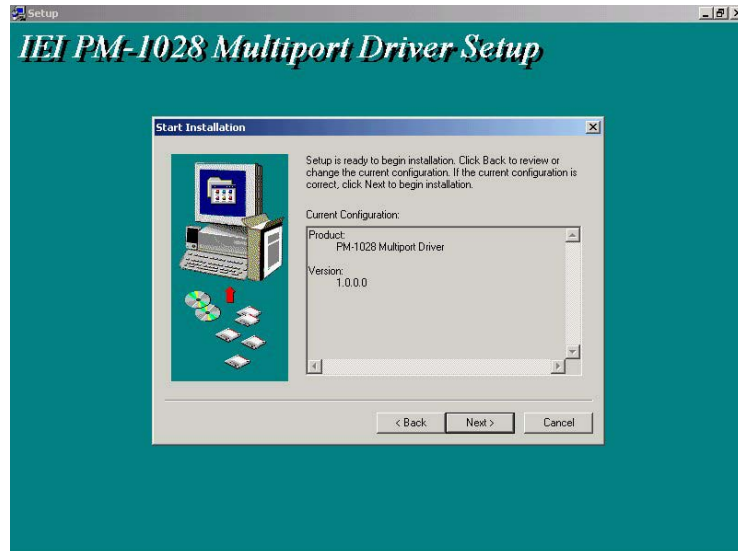 Setup
IEI PM-1028 Multiport Driver Setup
Start Installation
Setup is ready to begin installation. Click Back to review or
change the current configuration. If the current configuration is
correct, click Next to begin installation.
Current Configuration:
Product:
PM-1028 Multiport Driver
Version:
1.0.0.0
< Back
Next >
Cancel